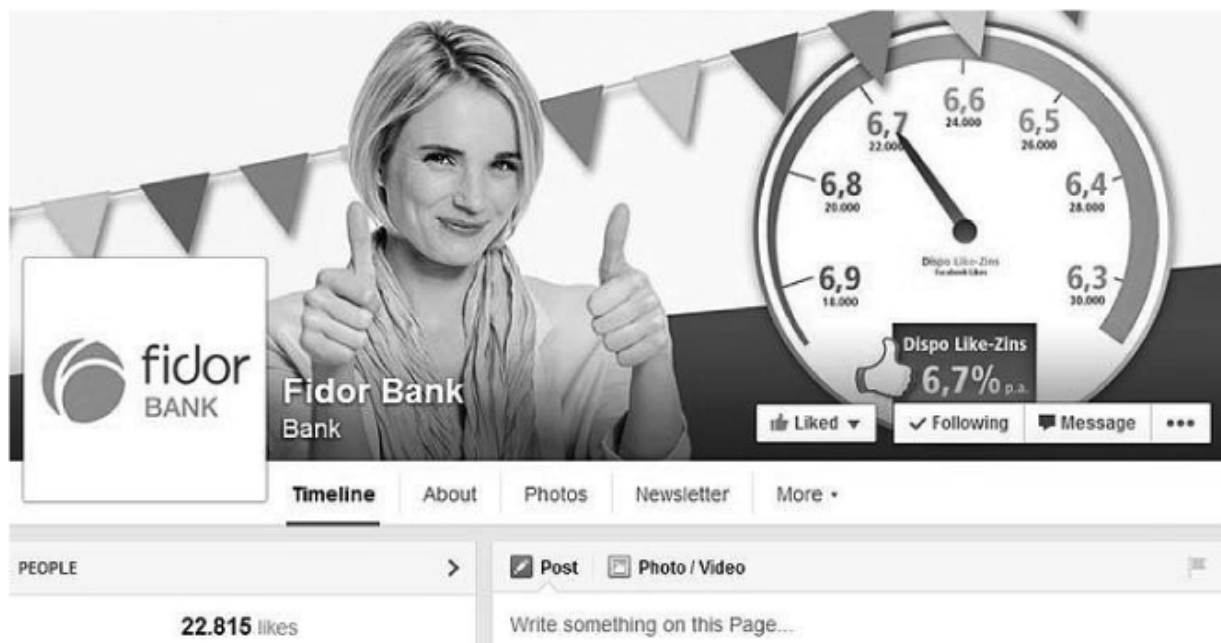 6,6
24.000
6,7
22.000
6,5
26.000
6,8
20.000
6,4
28.000
6,9
18.000
6,3
30.000
Dispo Like-Zins
Facebook Likes
Dispo Like-Zins
6,7% p.a.
fidor
BANK
Fidor Bank
Bank
Liked
Following
Message
•••
Timeline
About
Photos
Newsletter
More
PEOPLE
22.815 likes
Post
Photo / Video
Write something on this Page...